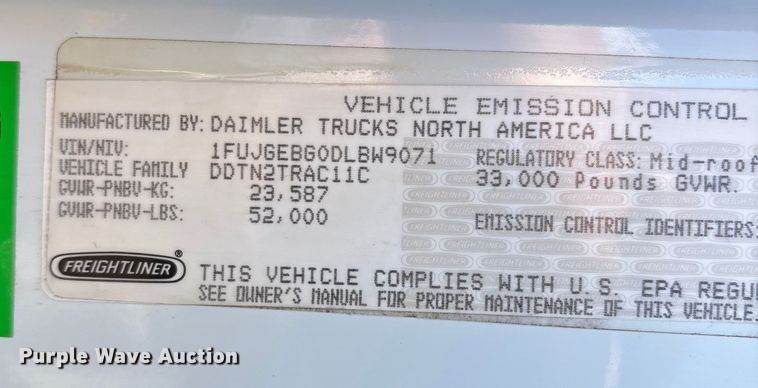 VEHICLE EMISSION CONTROL
MANUFACTURED BY: DAIMLER TRUCKS NORTH AMERICA LLC
VIN/NIV: 1FUJGEBG0DLBW9071 REGULATORY CLASS: Mid-roof
VEHICLE FAMILY DDTN2TRAC11C 33,000 Pounds GVWR.
GVWR-PNBV-KG: 23,587
GVWR-PNBV-LBS: 52,000 EMISSION CONTROL IDENTIFIERS:
FREIGHTLINER®
THIS VEHICLE COMPLIES WITH U.S. EPA REGU
SEE OWNER'S MANUAL FOR PROPER MAINTENANCE OF THIS VEHICLE.
Purple Wave Auction